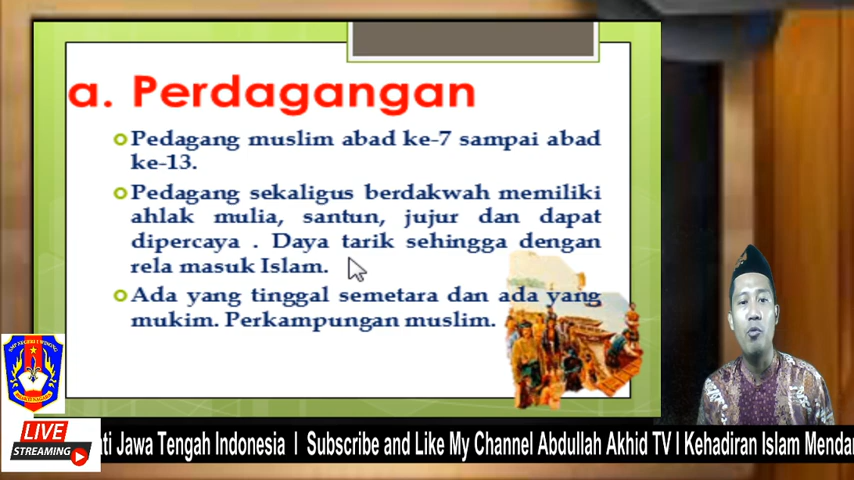 a. Perdagangan
Pedagang muslim abad ke-7 sampai abad
ke-13.
Pedagang sekaligus berdakwah memiliki
ahlak mulia, santun, jujur dan dapat
dipercaya . Daya tarik sehingga dengan
rela masuk Islam.
Ada yang tinggal semetara dan ada yang
mukim. Perkampungan muslim.
LIVE
STREAMING
ati Jawa Tengah Indonesia I Subscribe and Like My Channel Abdullah Akhid TV I Kehadiran Islam Mendam